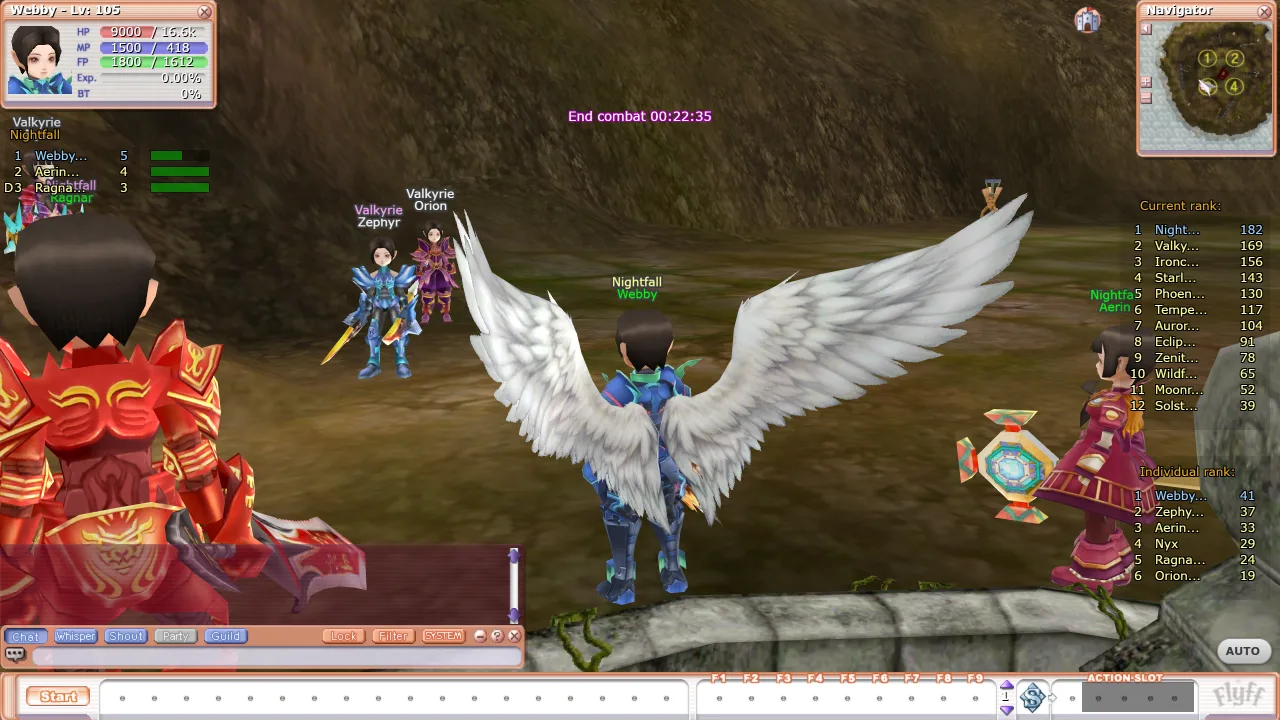 Webby - Lv: 105
HP 9000 / 16.6k
MP 1500 / 418
FP 1800 / 1612
Exp. 0.00%
BT 0%
Navigator
1 2
4
End combat 00:22:35
Valkyrie
Nightfall
1 Webby... 5
2 Aerin... 4
D3 Ragna... 3
Nightfall
Ragnar
Valkyrie
Zephyr
Valkyrie
Orion
Nightfall
Webby
Nightfa
Aerin
Current rank:
1 Night... 182
2 Valky... 169
3 Ironc... 156
4 Starl... 143
5 Phoen... 130
6 Tempe... 117
7 Auror... 104
8 Eclip... 91
9 Zenit... 78
10 Wildf... 65
11 Moonr... 52
12 Solst... 39
Individual rank:
1 Webby... 41
2 Zephy... 37
3 Aerin... 33
4 Nyx 29
5 Ragna... 24
6 Orion... 19
Chat Whisper Shout Party Guild Lock Filter SYSTEM
AUTO
Start
F1 F2 F3 F4 F5 F6 F7 F8 F9
1
S
ACTION-SLOT
Flyff